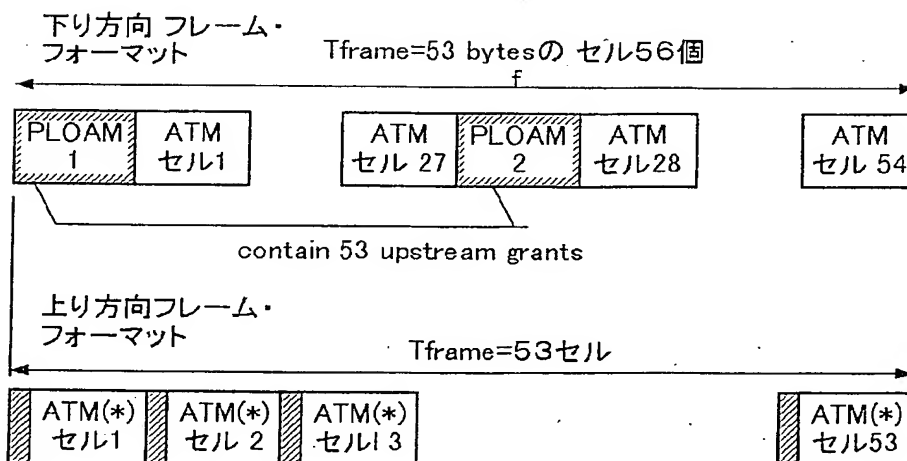 下り方向 フレーム・
フォーマット
Tframe=53 bytesの セル56個
f
PLOAM
1
ATM
セル1
ATM
セル 27
PLOAM
2
ATM
セル28
ATM
セル 54
contain 53 upstream grants
上り方向フレーム・
フォーマット
Tframe=53セル
ATM(*)
セル1
ATM(*)
セル 2
ATM(*)
セルl 3
ATM(*)
セル53